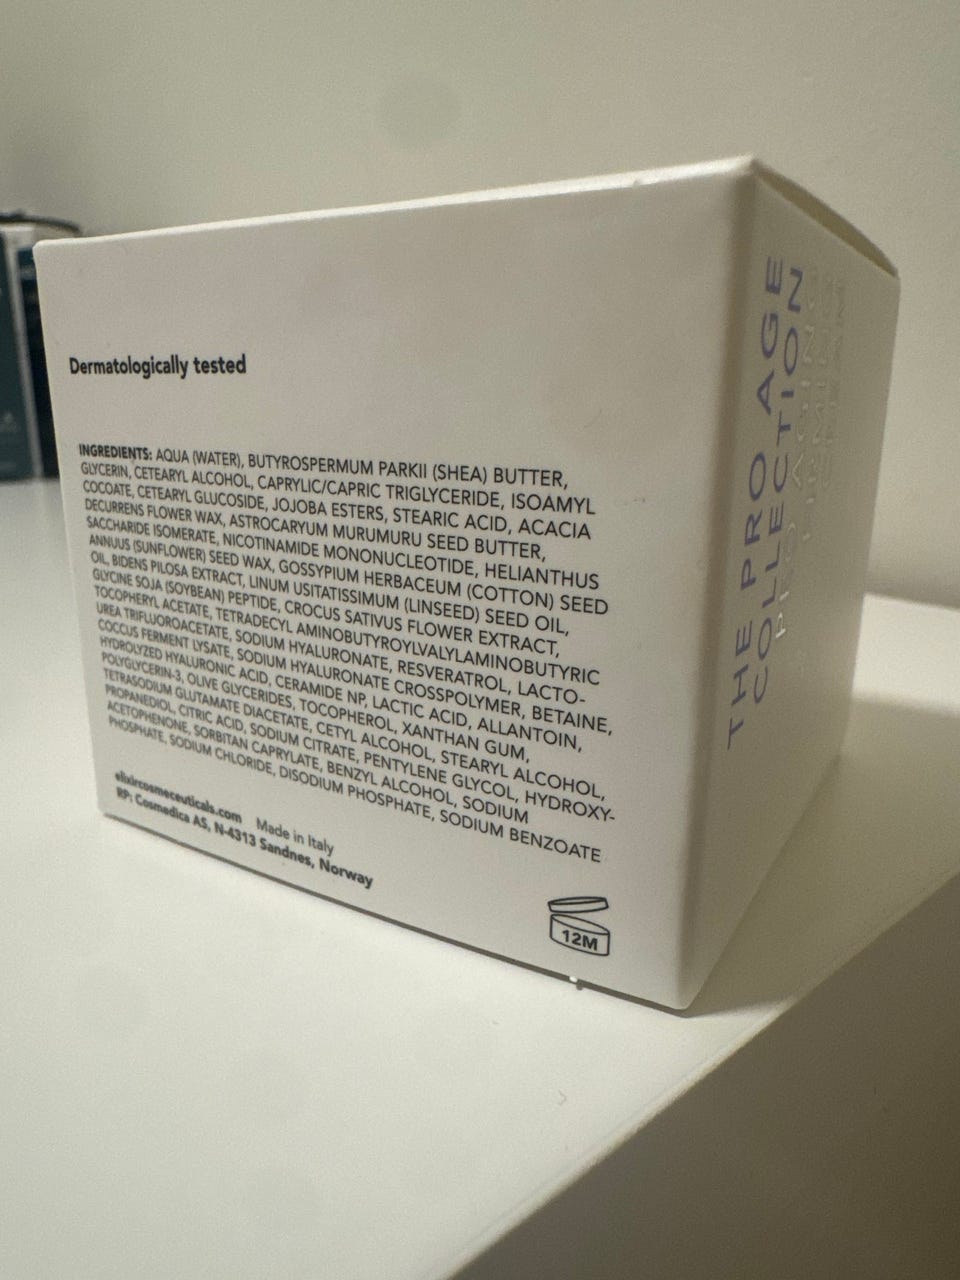 Dermatologically tested
INGREDIENTS: AQUA (WATER), BUTYROSPERMUM PARKII (SHEA) BUTTER,
GLYCERIN, CETEARYL ALCOHOL, CAPRYLIC/CAPRIC TRIGLYCERIDE, ISOAMYL
COCOATE, CETEARYL GLUCOSIDE, JOJOBA ESTERS, STEARIC ACID, ACACIA
DECURRENS FLOWER WAX, ASTROCARYUM MURUMURU SEED BUTTER,
SACCHARIDE ISOMERATE, NICOTINAMIDE MONONUCLEOTIDE, HELIANTHUS
ANNUUS (SUNFLOWER) SEED WAX, GOSSYPIUM HERBACEUM (COTTON) SEED
OIL, BIDENS PILOSA EXTRACT, LINUM USITATISSIMUM (LINSEED) SEED OIL,
GLYCINE SOJA (SOYBEAN) PEPTIDE, CROCUS SATIVUS FLOWER EXTRACT,
TOCOPHERYL ACETATE, TETRADECYL AMINOBUTYROYLVALYLAMINOBUTYRIC
UREA TRIFLUOROACETATE, SODIUM HYALURONATE, RESVERATROL, LACTO-
COCCUS FERMENT LYSATE, SODIUM HYALURONATE CROSSPOLYMER, BETAINE,
HYDROLYZED HYALURONIC ACID, CERAMIDE NP, LACTIC ACID, ALLANTOIN,
POLYGLYCERIN-3, OLIVE GLYCERIDES, TOCOPHEROL, XANTHAN GUM,
TETRASODIUM GLUTAMATE DIACETATE, CETYL ALCOHOL, STEARYL ALCOHOL,
PROPANEDIOL, CITRIC ACID, SODIUM CITRATE, PENTYLENE GLYCOL, HYDROXY-
ACETOPHENONE, SORBITAN CAPRYLATE, BENZYL ALCOHOL, SODIUM
PHOSPHATE, SODIUM CHLORIDE, DISODIUM PHOSPHATE, SODIUM BENZOATE
elixircosmeceuticals.com Made in Italy
RP: Cosmedica AS, N-4313 Sandnes, Norway
12M
THE PRO AGE
COLLECTION